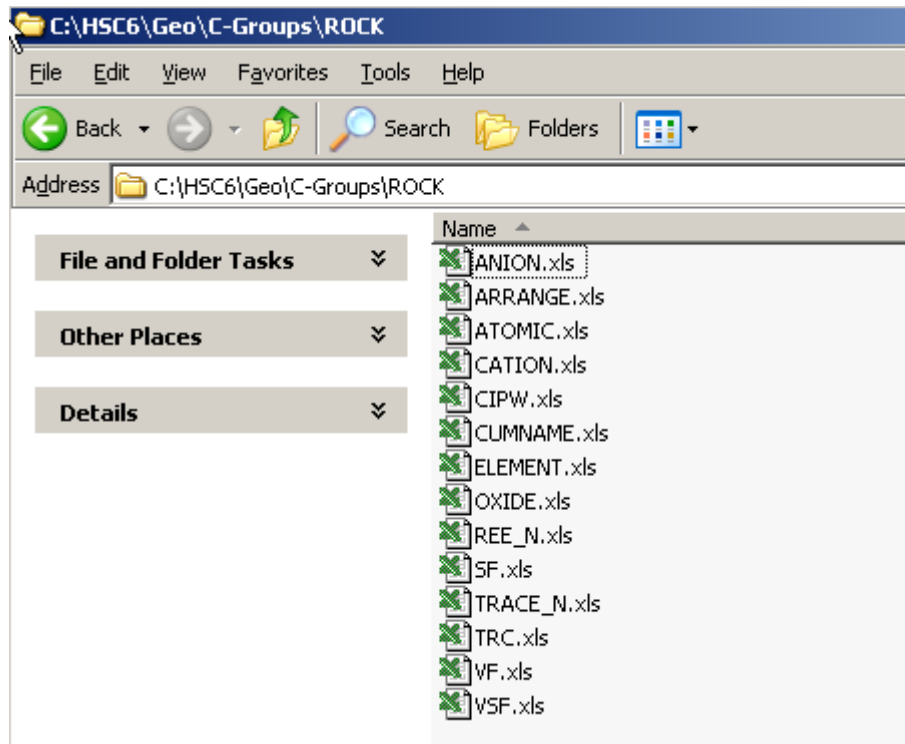 C:\HSC6\Geo\C-Groups\ROCK
File Edit View Favorites Tools Help
Back Search Folders
Address C:\HSC6\Geo\C-Groups\ROCK
File and Folder Tasks
Other Places
Details
Name
ANION.xls
ARRANGE.xls
ATOMIC.xls
CATION.xls
CIPW.xls
CUMNAME.xls
ELEMENT.xls
OXIDE.xls
REE_N.xls
SF.xls
TRACE_N.xls
TRC.xls
VF.xls
VSF.xls